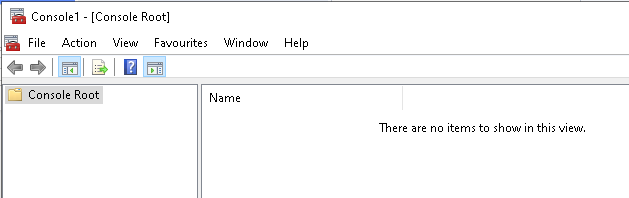 Console1 - [Console Root]
File Action View Favourites Window Help
Console Root
Name
There are no items to show in this view.